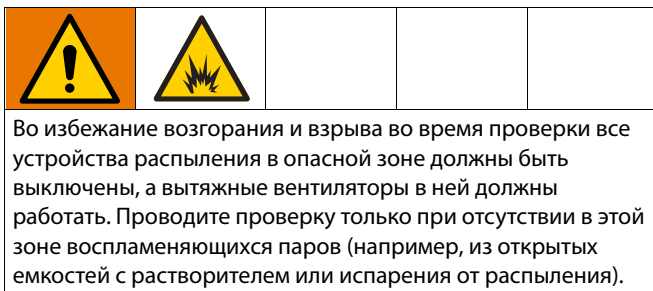 Во избежание возгорания и взрыва во время проверки все
устройства распыления в опасной зоне должны быть
выключены, а вытяжные вентиляторы в ней должны
работать. Проводите проверку только при отсутствии в этой
зоне воспламеняющихся паров (например, из открытых
емкостей с растворителем или испарения от распыления).